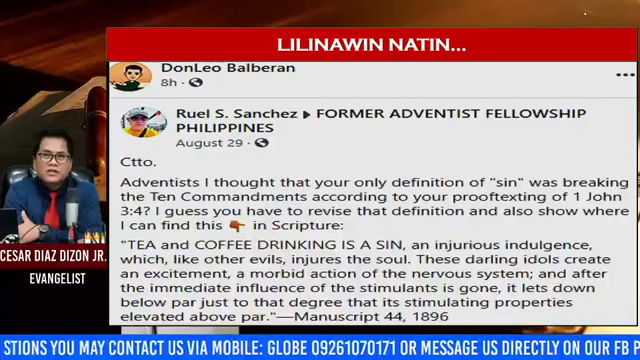 LILINAWIN NATIN...
DonLeo Balberan
8h ·
Ruel S. Sanchez ▸ FORMER ADVENTIST FELLOWSHIP
PHILIPPINES
August 29 ·
Ctto.
Adventists I thought that your only definition of "sin" was breaking
the Ten Commandments according to your prooftexting of 1 John
3:4? I guess you have to revise that definition and also show where
I can find this 👇 in Scripture:
"TEA and COFFEE DRINKING IS A SIN, an injurious indulgence,
which, like other evils, injures the soul. These darling idols create
an excitement, a morbid action of the nervous system; and after
the immediate influence of the stimulants is gone, it lets down
below par just to that degree that its stimulating properties
elevated above par."—Manuscript 44, 1896
CESAR DIAZ DIZON JR.
EVANGELIST
STIONS YOU MAY CONTACT US VIA MOBILE: GLOBE 09261070171 OR MESSAGE US DIRECTLY ON OUR FB P